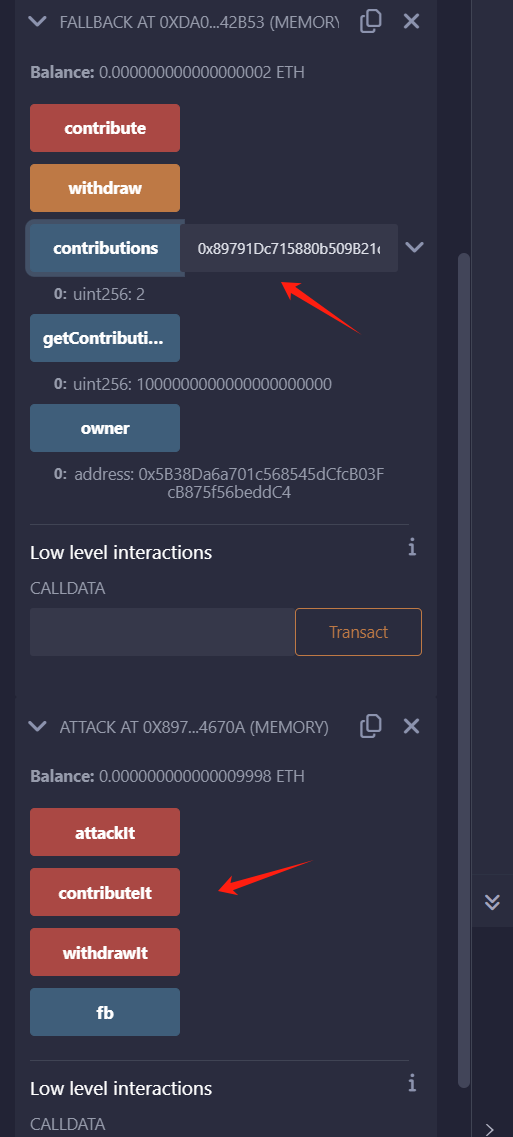 FALLBACK AT 0XDA0...42B53 (MEMORY
Balance: 0.000000000000000002 ETH
contribute
withdraw
contributions 0x89791Dc715880b509B21
0: uint256: 2
getContributi...
0: uint256: 1000000000000000000000
owner
0: address: 0x5B38Da6a701c568545dCfcB03F
cB875f56beddC4
Low level interactions
CALLDATA
Transact
ATTACK AT 0X897...4670A (MEMORY)
Balance: 0.000000000000009998 ETH
attackIt
contributeIt
withdrawIt
fb
Low level interactions
CALLDATA